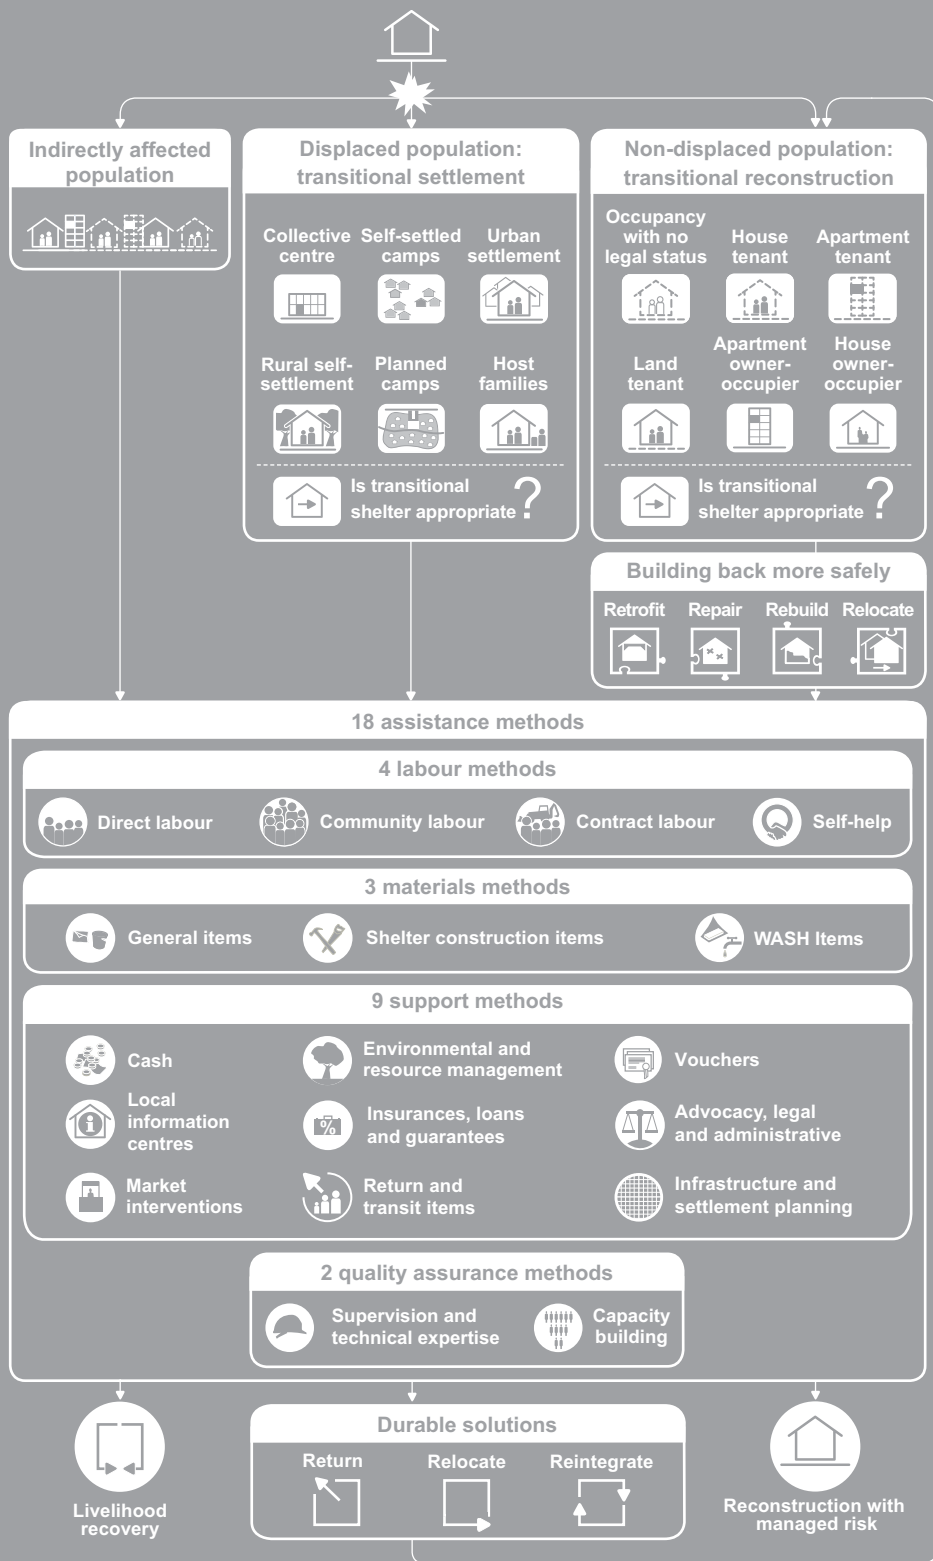 Indirectly affected
population
Displaced population:
transitional settlement
Collective
centre
Self-settled
camps
Urban
settlement
Rural self-
settlement
Planned
camps
Host
families
Is transitional
shelter appropriate ?
Non-displaced population:
transitional reconstruction
Occupancy
with no
legal status
House
tenant
Apartment
tenant
Land
tenant
Apartment
owner-
occupier
House
owner-
occupier
Is transitional
shelter appropriate ?
Building back more safely
Retrofit
Repair
Rebuild
Relocate
18 assistance methods
4 labour methods
Direct labour
Community labour
Contract labour
Self-help
3 materials methods
General items
Shelter construction items
WASH Items
9 support methods
Cash
Environmental and
resource management
Vouchers
Local
information
centres
i
Insurances, loans
and guarantees
%
Advocacy, legal
and administrative
Market
interventions
Return and
transit items
Infrastructure and
settlement planning
2 quality assurance methods
Supervision and
technical expertise
Capacity
building
Livelihood
recovery
Durable solutions
Return
Relocate
Reintegrate
Reconstruction with
managed risk